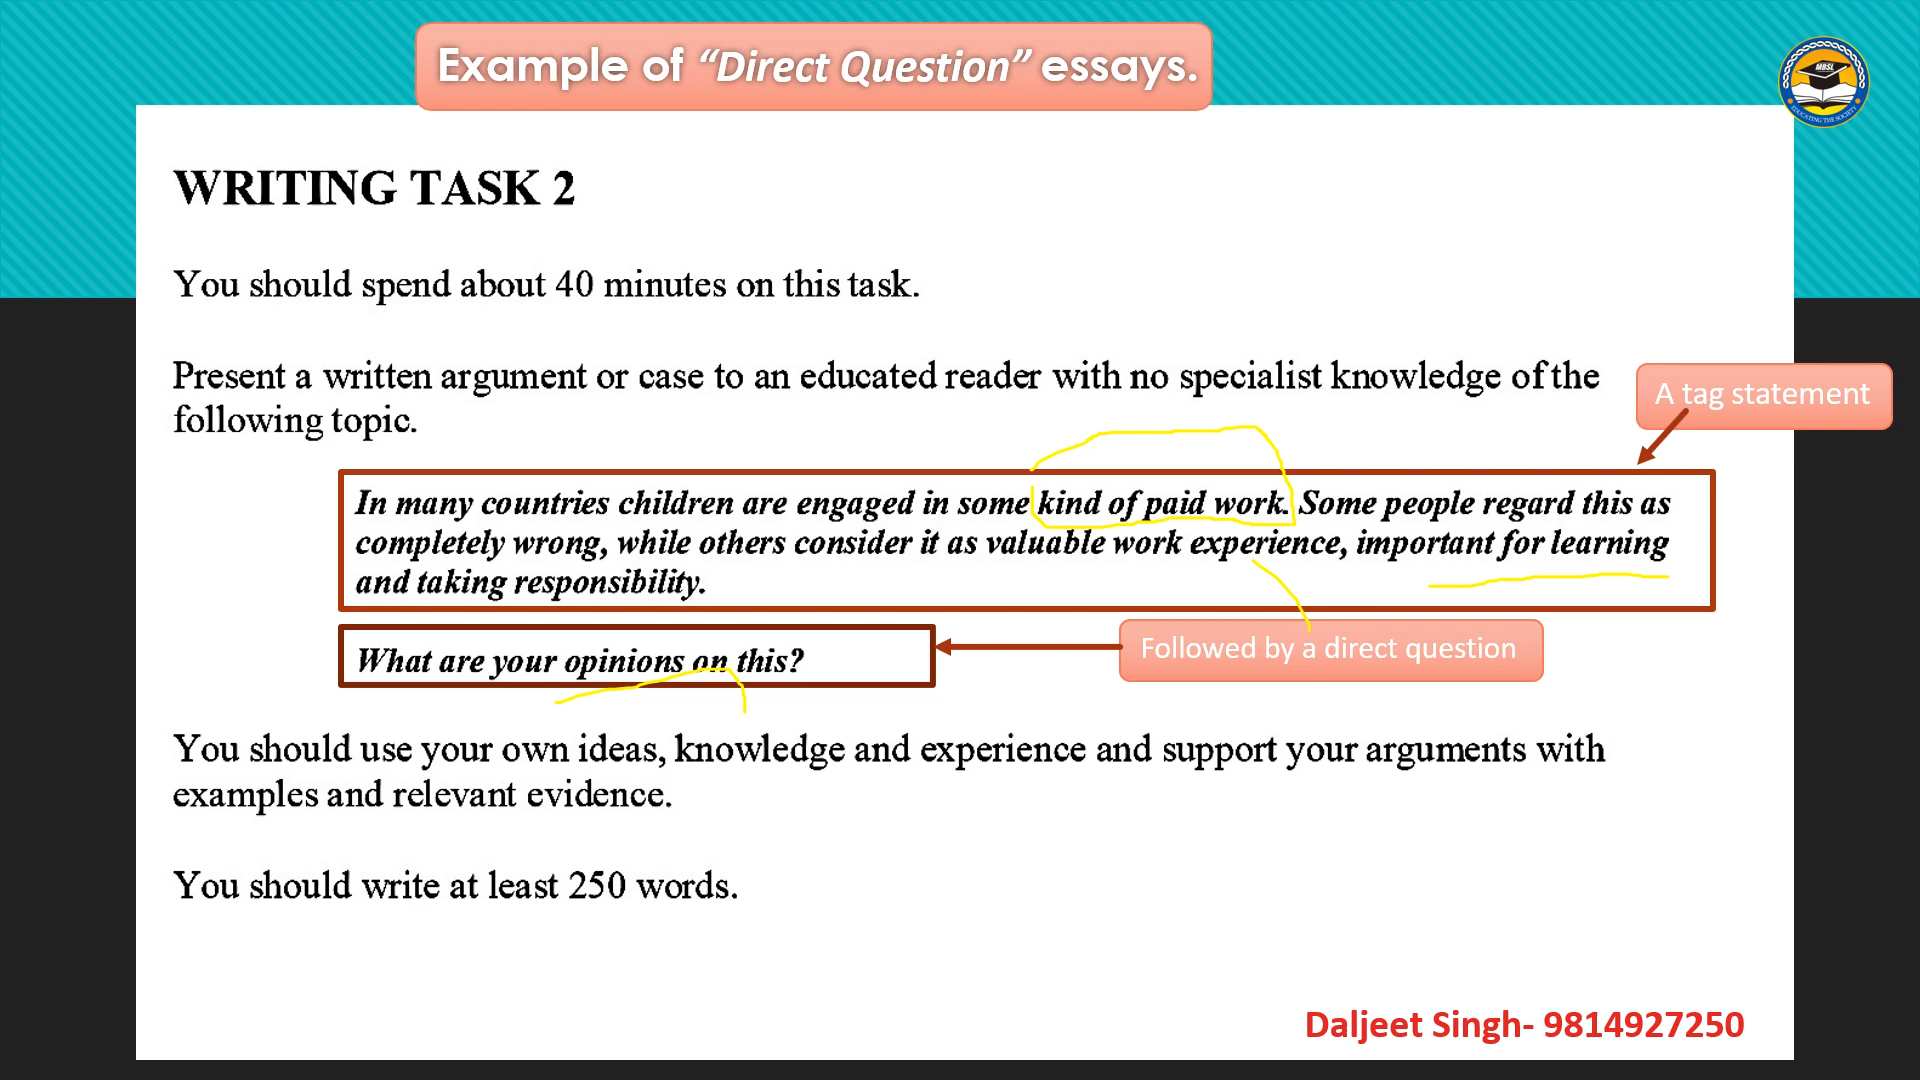 Example of “Direct Question” essays.
MBSL
EDUCATING THE SOCIETY
WRITING TASK 2
You should spend about 40 minutes on this task.
Present a written argument or case to an educated reader with no specialist knowledge of the
following topic.
A tag statement
In many countries children are engaged in some kind of paid work. Some people regard this as
completely wrong, while others consider it as valuable work experience, important for learning
and taking responsibility.
What are your opinions on this?
Followed by a direct question
You should use your own ideas, knowledge and experience and support your arguments with
examples and relevant evidence.
You should write at least 250 words.
Daljeet Singh- 9814927250